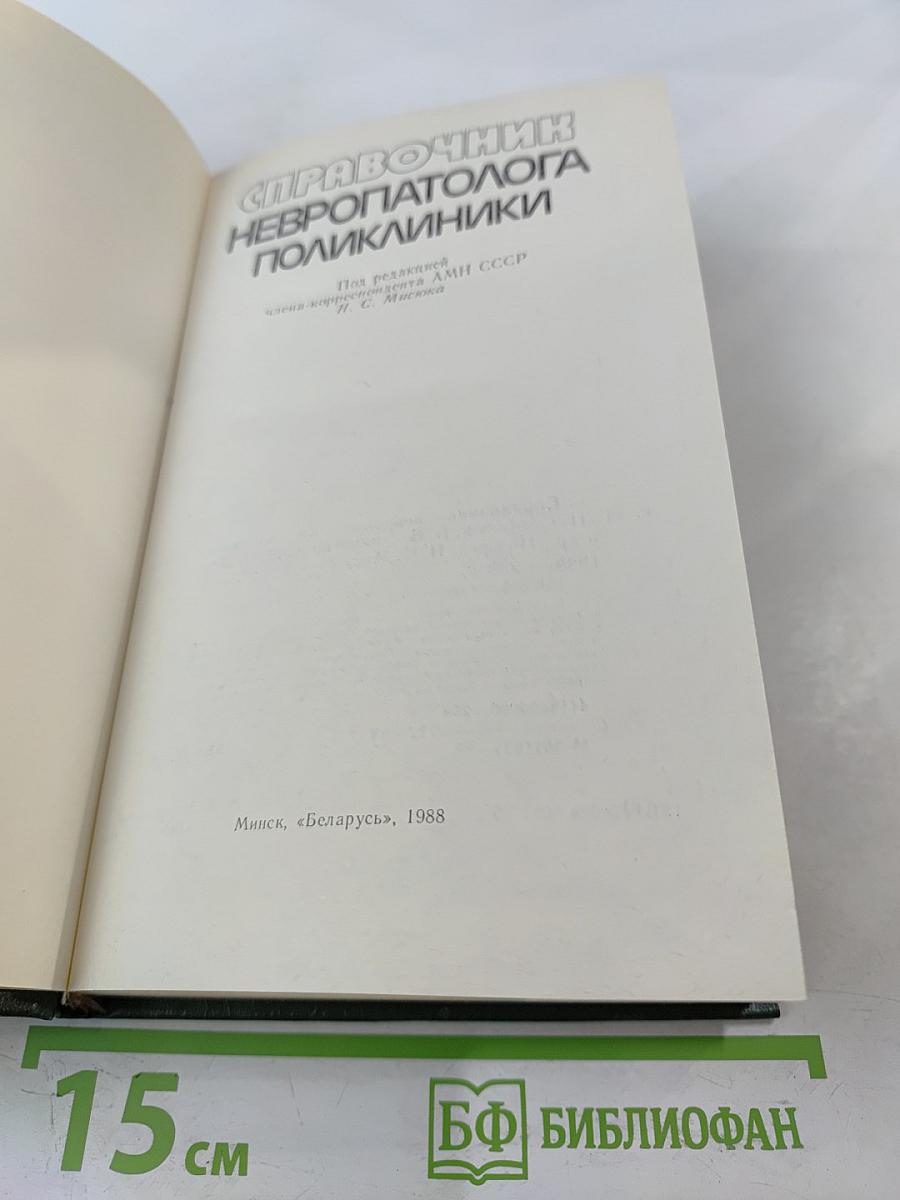 СПРАВОЧНИК
НЕВРОПАТОЛОГА
ПОЛИКЛИНИКИ
Под редакцией
члена-корреспондента АМН СССР
Н. С. Мисюка
Минск, «Беларусь», 1988
15 см
БФ БИБЛИОФАН